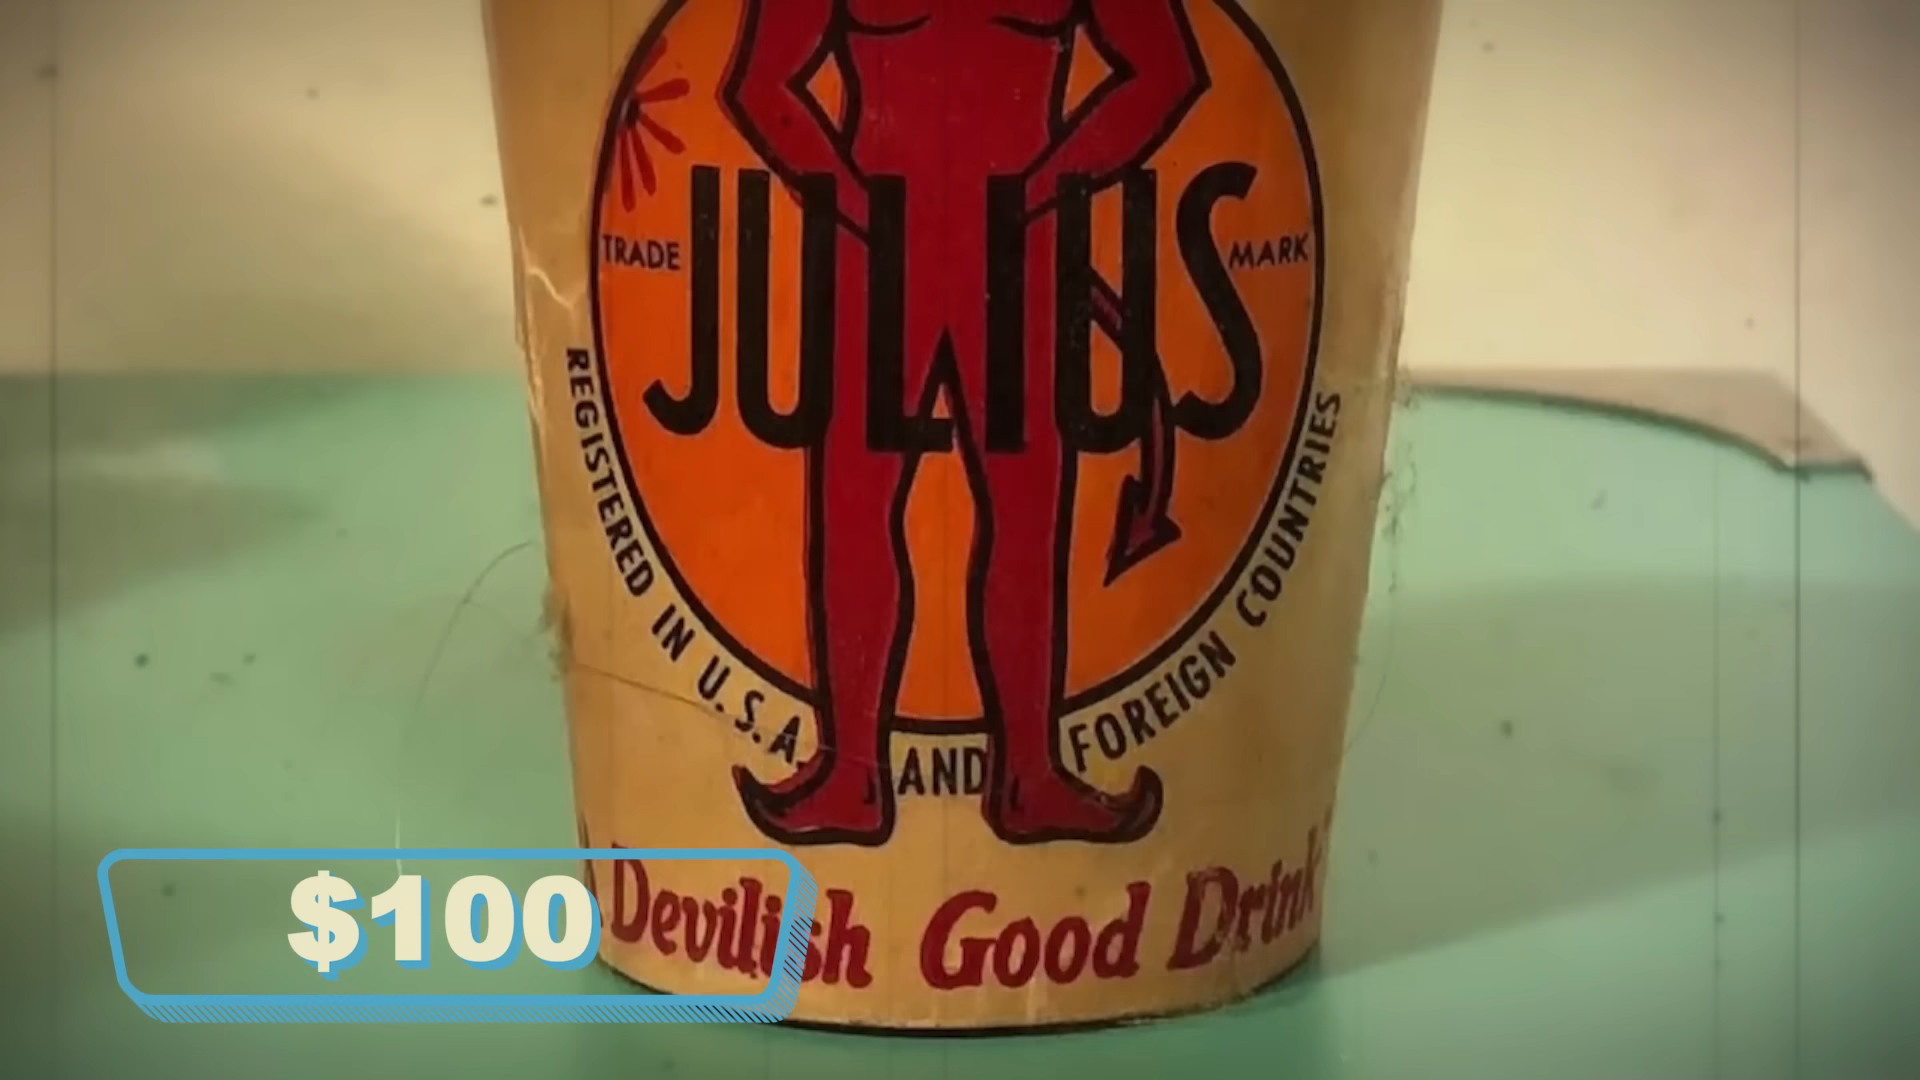 JULIUS
TRADE MARK
REGISTERED IN U.S.A. AND FOREIGN COUNTRIES
Devilish Good Drink
$100